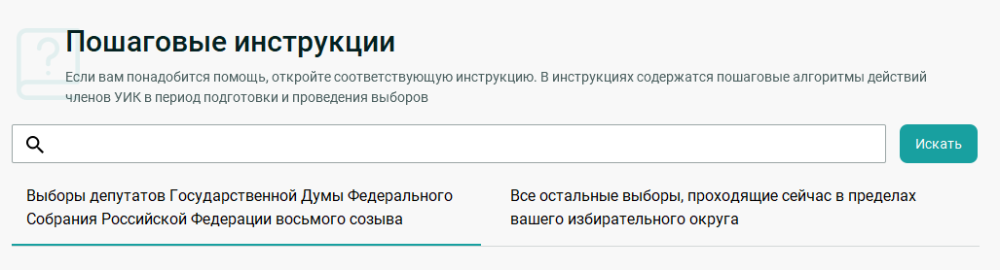 Пошаговые инструкции
Если вам понадобится помощь, откройте соответствующую инструкцию. В инструкциях содержатся пошаговые алгоритмы действий
членов УИК в период подготовки и проведения выборов
Искать
Выборы депутатов Государственной Думы Федерального
Собрания Российской Федерации восьмого созыва
Все остальные выборы, проходящие сейчас в пределах
вашего избирательного округа